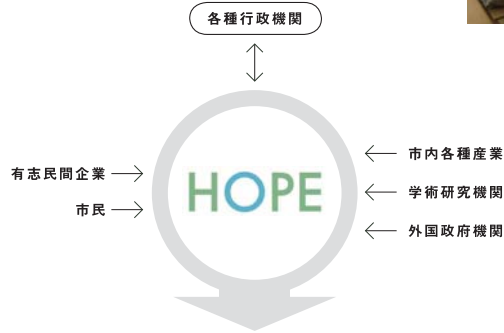 各種行政機関
有志民間企業
市民
HOPE
市内各種産業
学術研究機関
外国政府機関